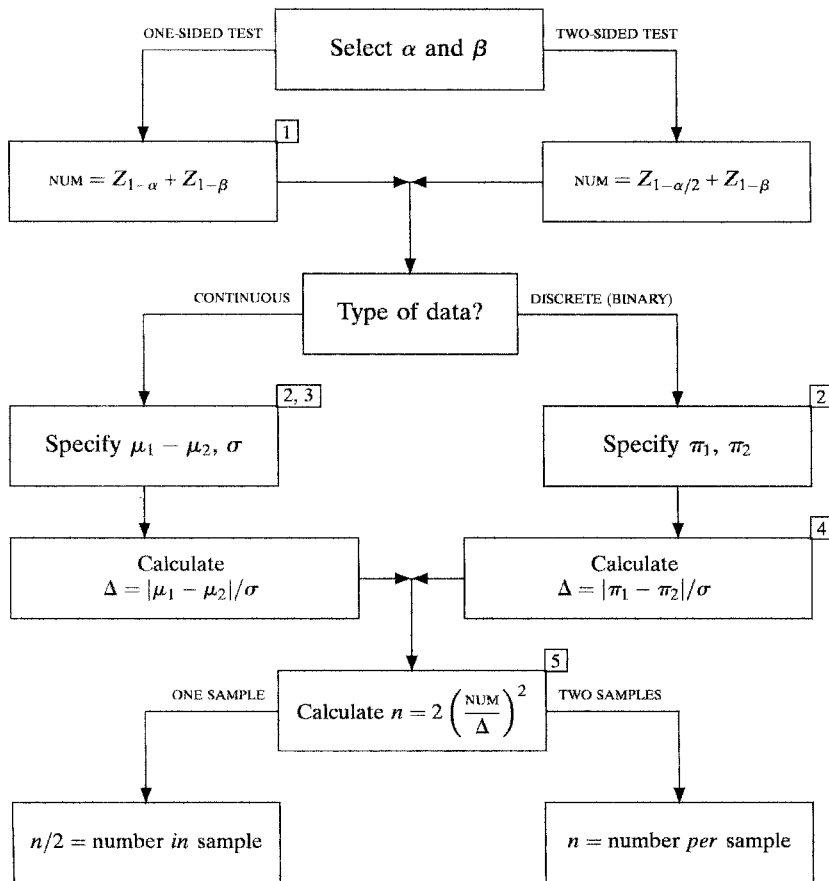 ONE-SIDED TEST
Select α and β
TWO-SIDED TEST
1
NUM = Z₁₋α + Z₁₋β
NUM = Z₁₋α/₂ + Z₁₋β
CONTINUOUS
Type of data?
DISCRETE (BINARY)
2, 3
Specify μ₁ − μ₂, σ
2
Specify π₁, π₂
Calculate
Δ = |μ₁ − μ₂|/σ
4
Calculate
Δ = |π₁ − π₂|/σ
ONE SAMPLE
5
Calculate n = 2 (NUM/Δ)²
TWO SAMPLES
n/2 = number in sample
n = number per sample